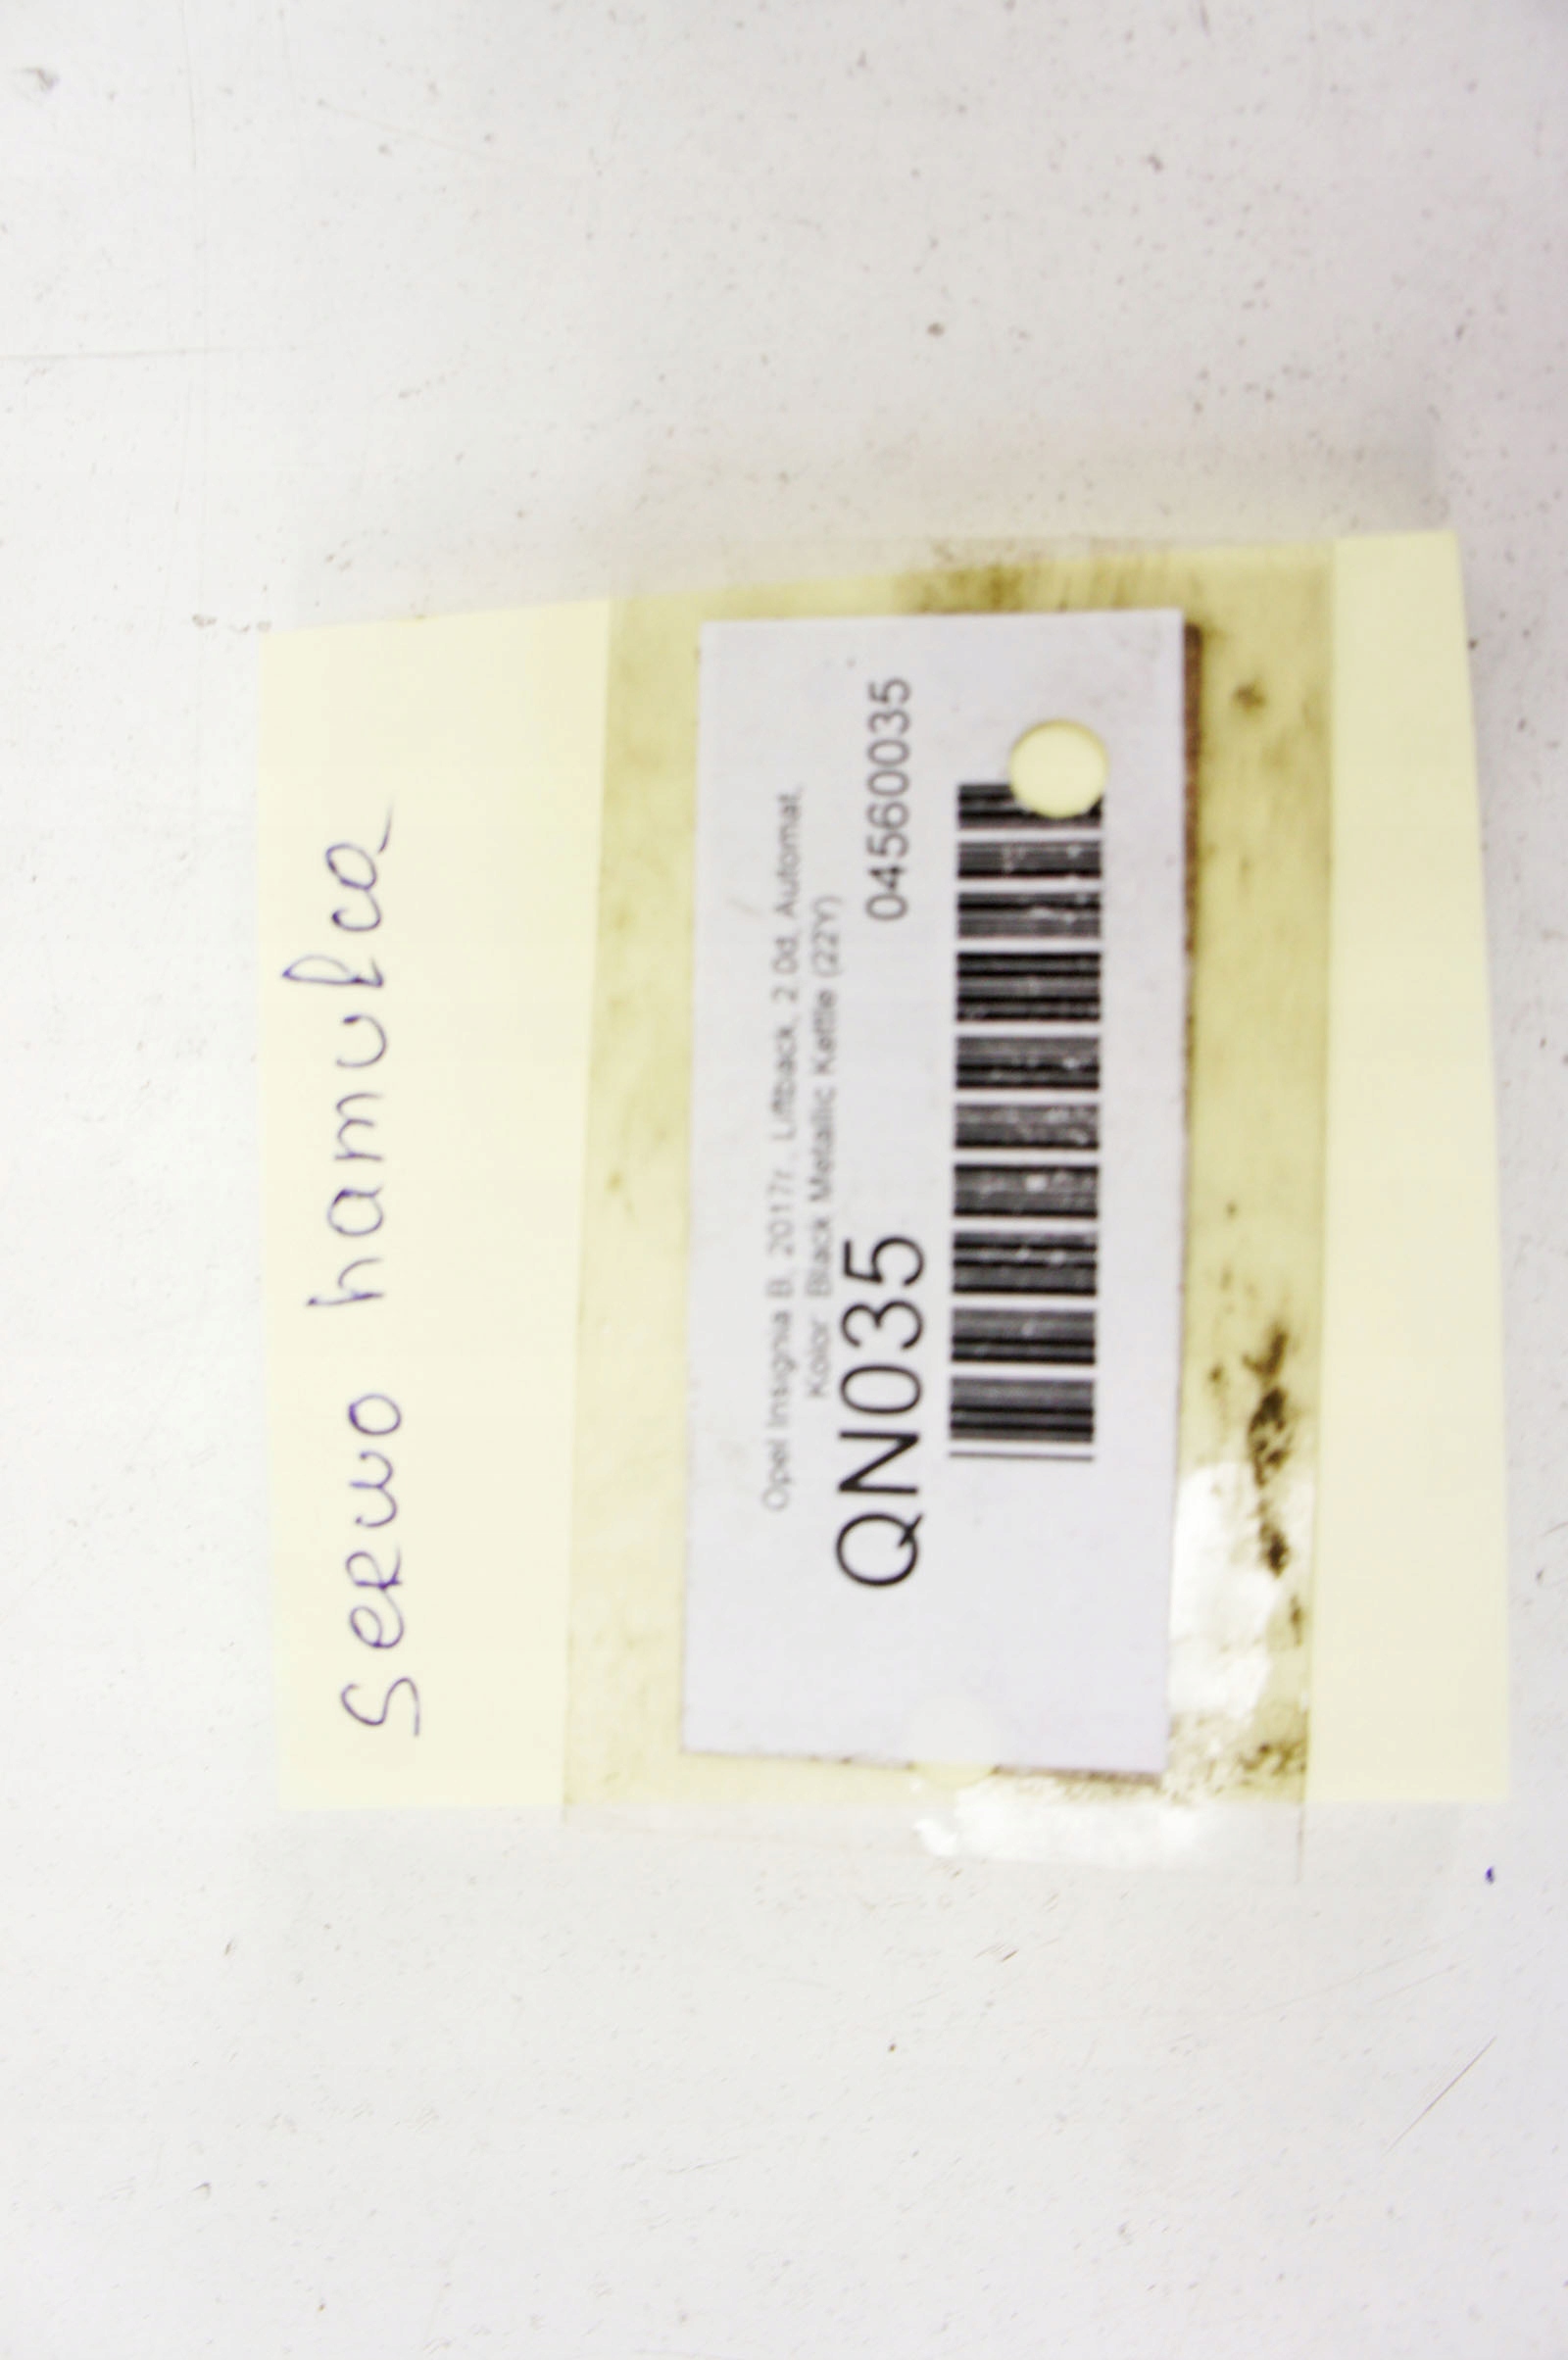 Serwo hamulca
Opel Insignia B, 2017r., Liftback, 2.0d, Automat,
Kolor: Black Metallic Kettle (22Y)
QN035 04560035